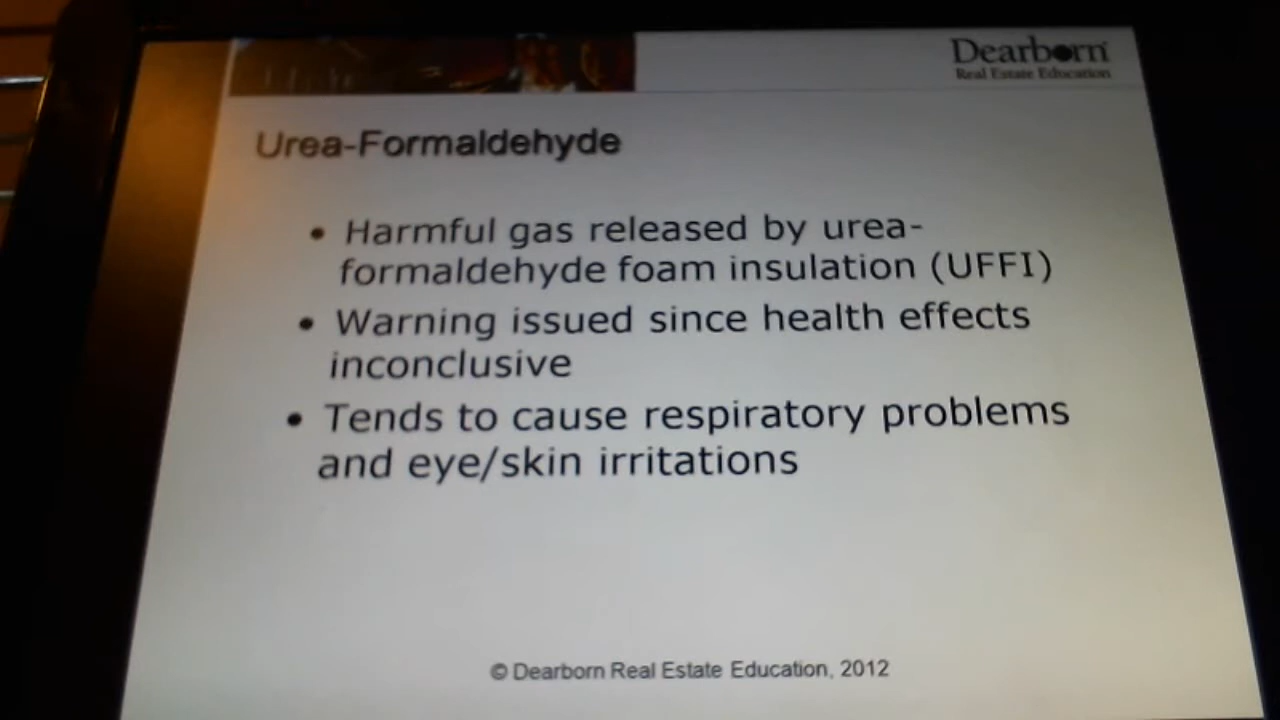 Dearborn
Real Estate Education
Urea-Formaldehyde
• Harmful gas released by urea-
formaldehyde foam insulation (UFFI)
• Warning issued since health effects
inconclusive
• Tends to cause respiratory problems
and eye/skin irritations
© Dearborn Real Estate Education, 2012